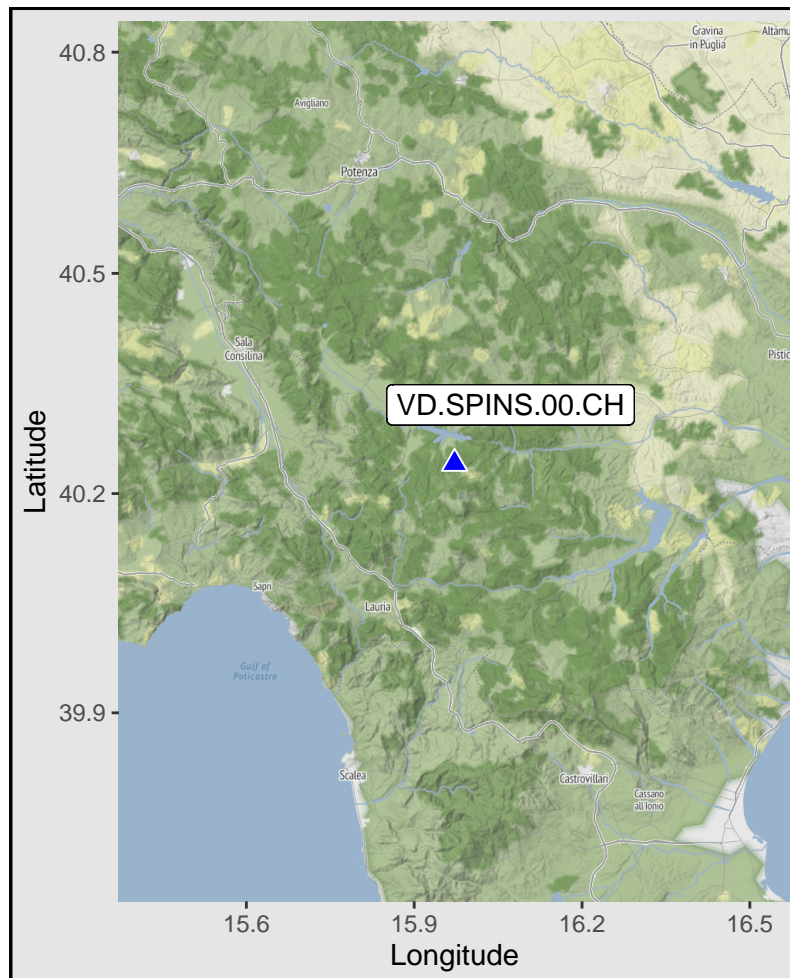 40.8
40.5
40.2
39.9
Latitude
Gravina
in Puglia
Altamu
Avigliano
Potenza
Sala
Consilina
Pisticc
VD.SPINS.00.CH
Sapri
Lauria
Gulf of
Policastro
Scalea
Castrovillari
Cassano
all'Ionio
15.6
15.9
16.2
16.5
Longitude